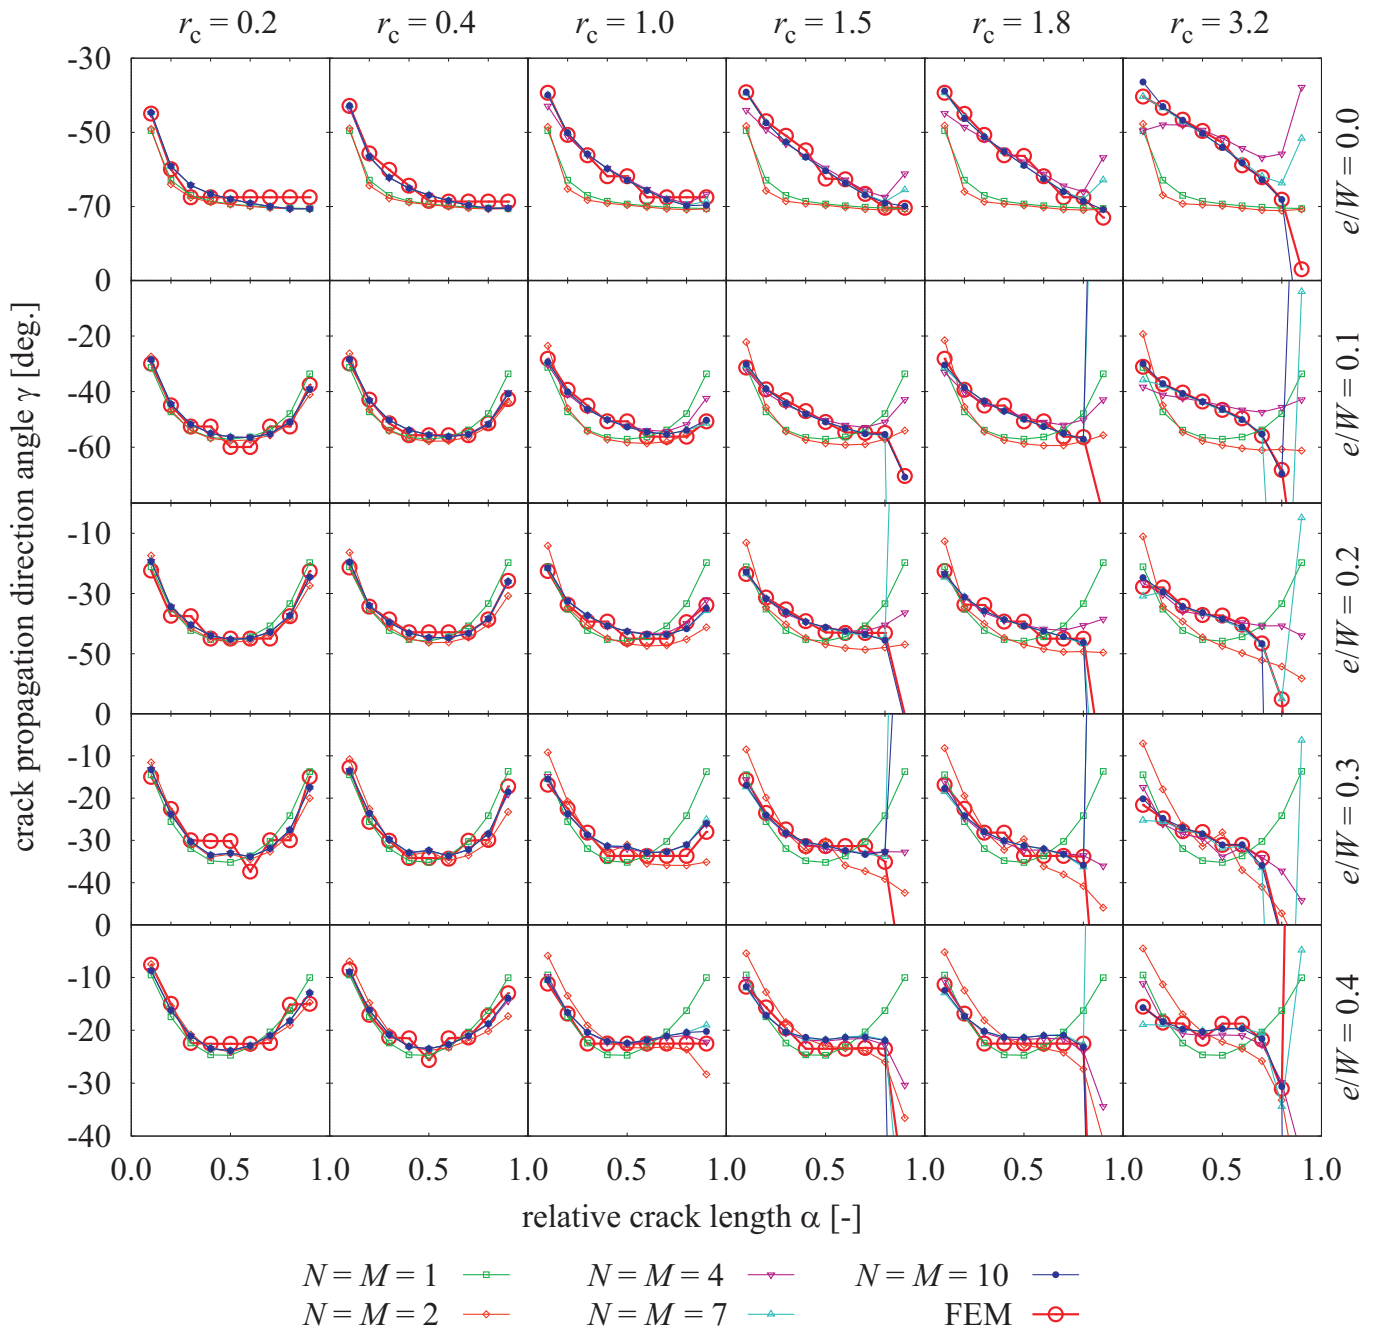 r_c = 0.2 r_c = 0.4 r_c = 1.0 r_c = 1.5 r_c = 1.8 r_c = 3.2
crack propagation direction angle γ [deg.]
-30
-50
-70
0
-20
-40
-60
0
-10
-30
-50
0
-10
-20
-30
-40
0
-10
-20
-30
-40
e/W = 0.0
e/W = 0.1
e/W = 0.2
e/W = 0.3
e/W = 0.4
0.0 0.5 1.0 0.5 1.0 0.5 1.0 0.5 1.0 0.5 1.0 0.5 1.0
relative crack length α [-]
N = M = 1 N = M = 4 N = M = 10
N = M = 2 N = M = 7 FEM